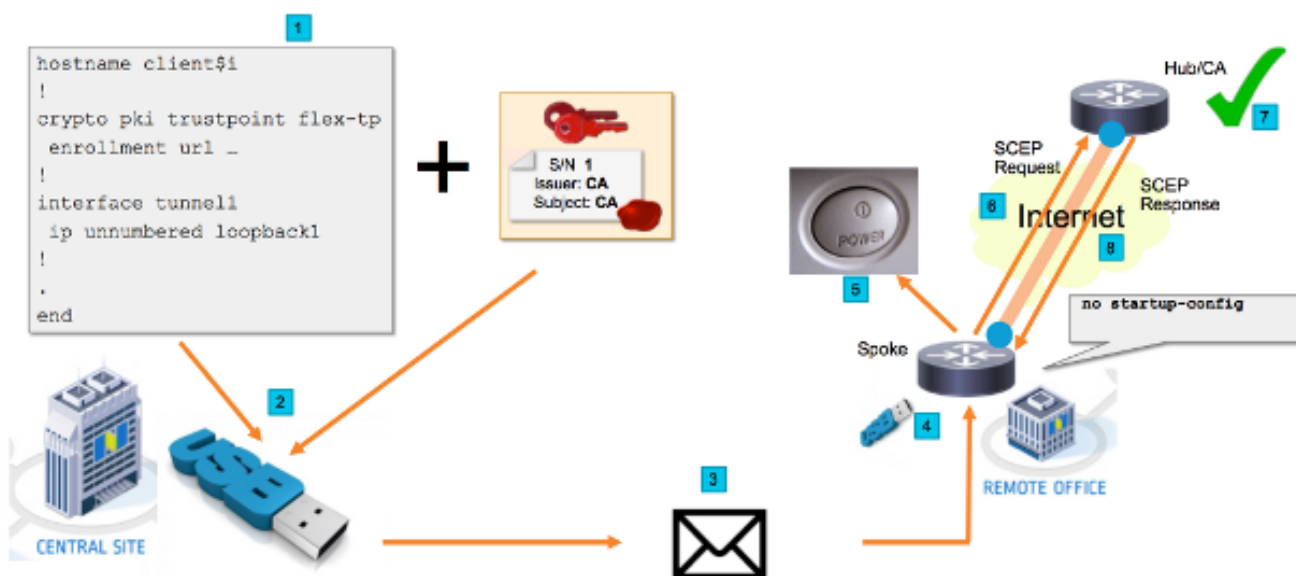 1
hostname client$i
!
crypto pki trustpoint flex-tp
enrollment url …
!
interface tunnel1
ip unnumbered loopback1
!
.
end
S/N 1
Issuer: CA
Subject: CA
2
USB
CENTRAL SITE
3
4
5
POWER
Spoke
REMOTE OFFICE
no startup-config
6
SCEP
Request
Internet
SCEP
Response
8
Hub/CA
7